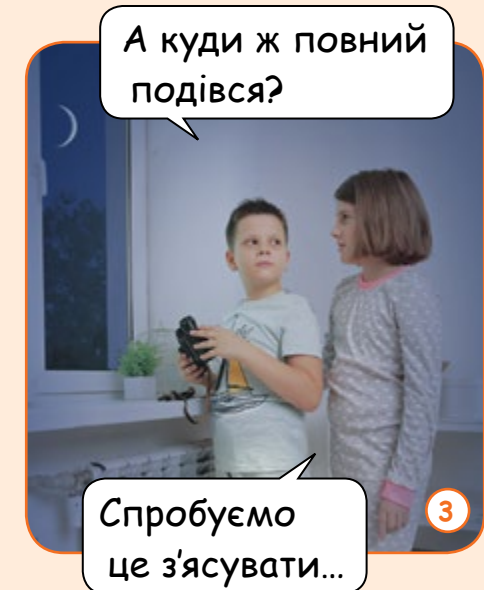 А куди ж повний
подівся?
Спробуємо
це з'ясувати...
3